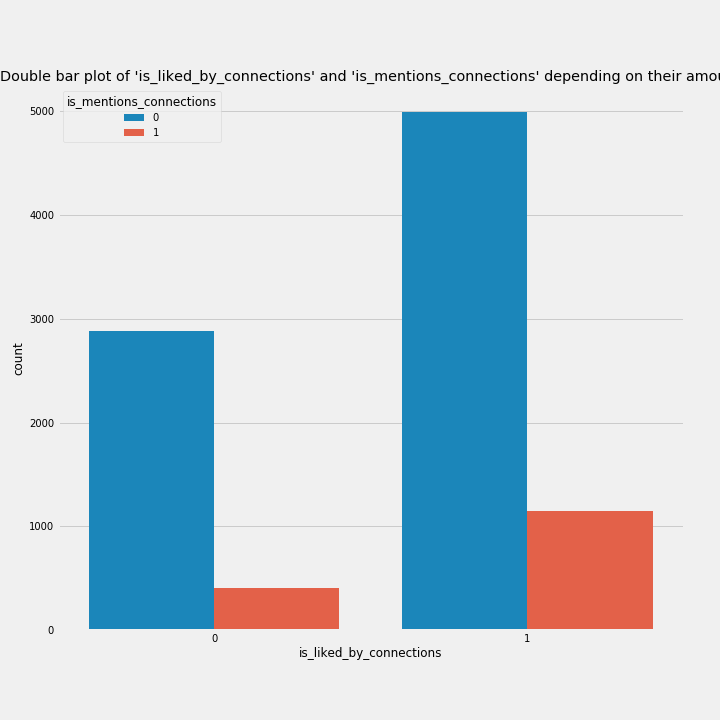 Double bar plot of 'is_liked_by_connections' and 'is_mentions_connections' depending on their
is_mentions_connections
0
1
5000
4000
3000
2000
1000
0
count
0 1
is_liked_by_connections